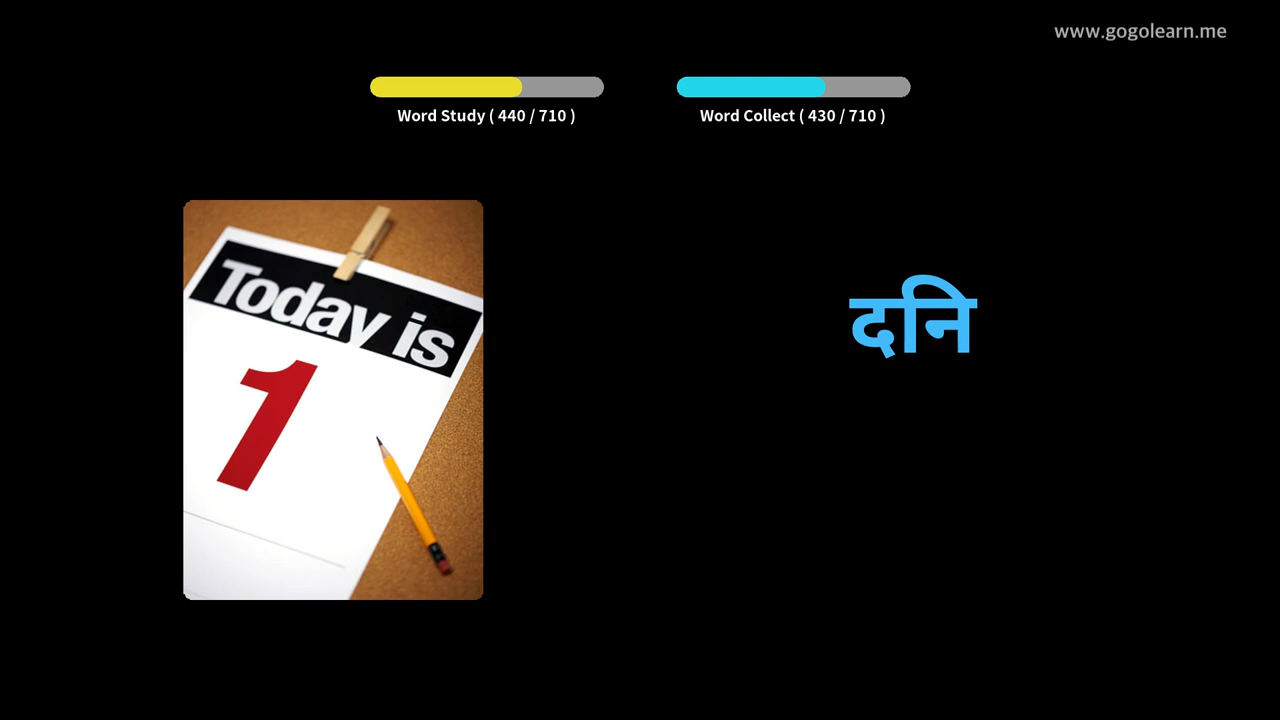 www.gogolearn.me
Word Study ( 440 / 710 )
Word Collect ( 430 / 710 )
Today is
1
दनि